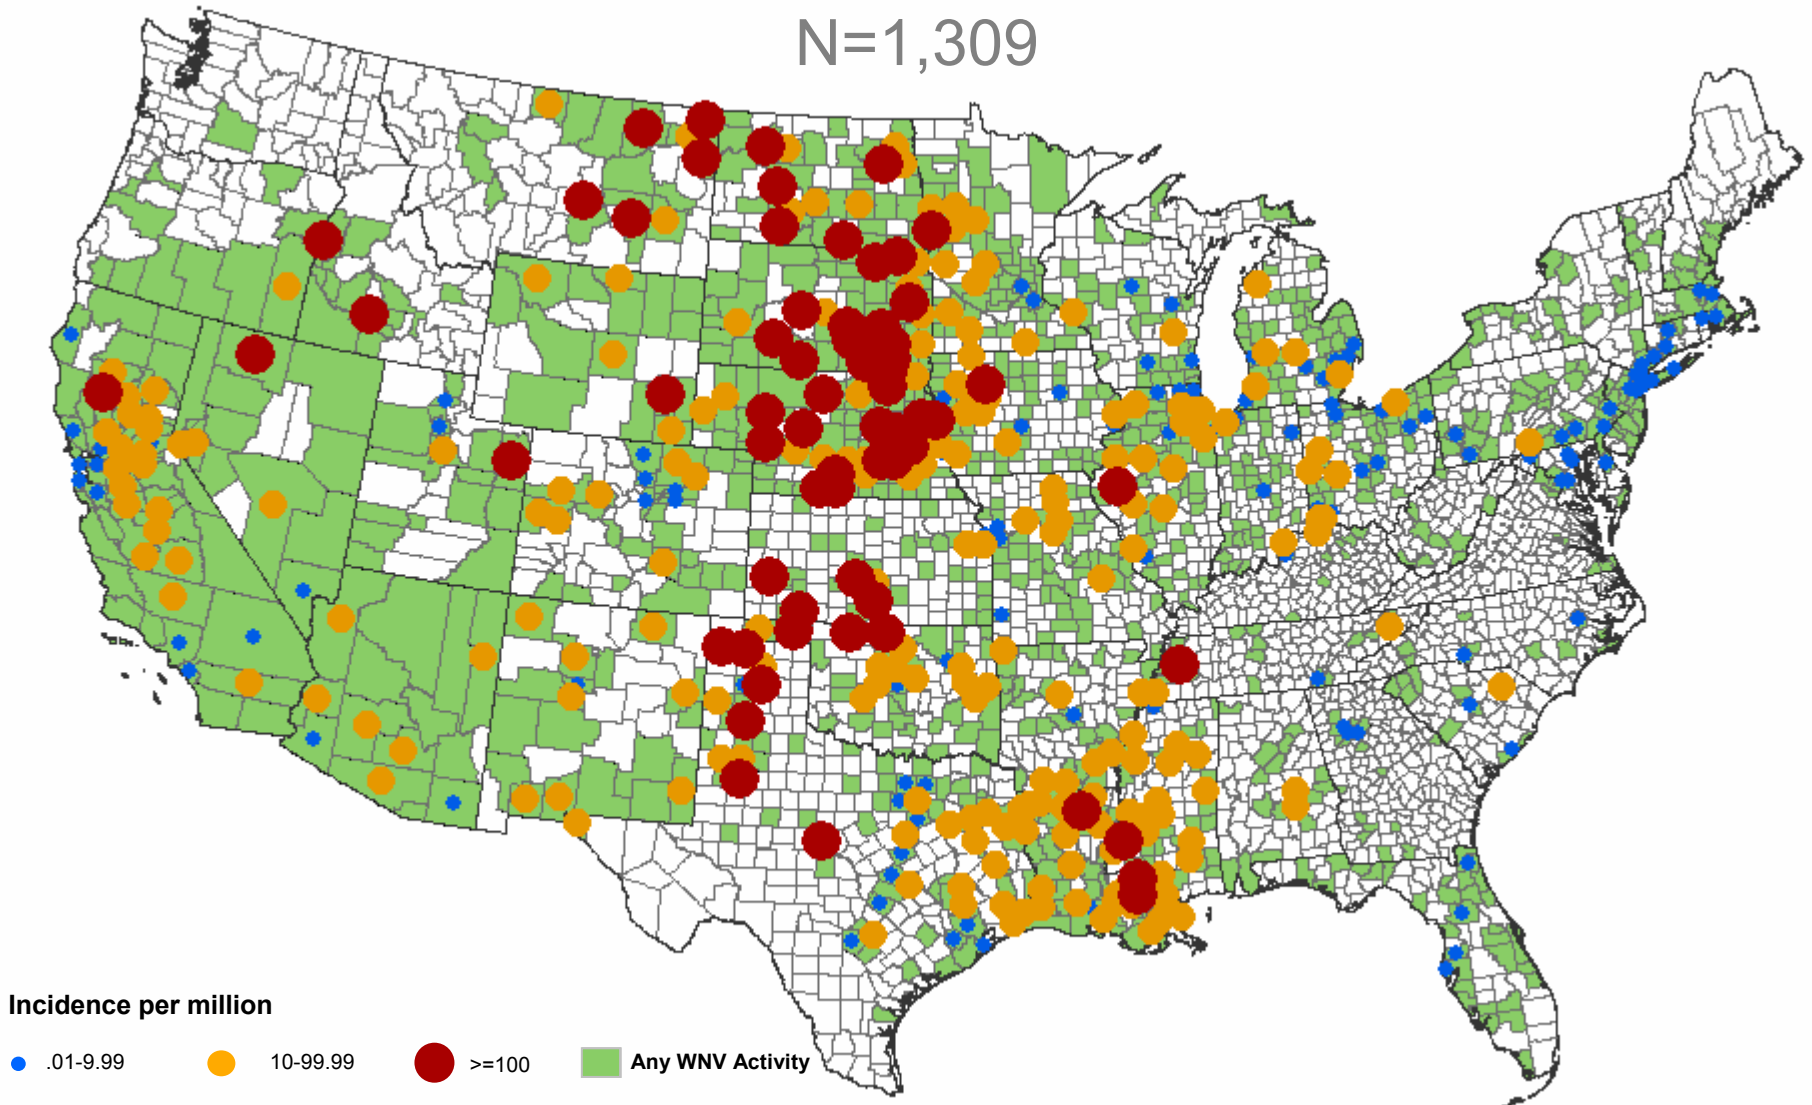 N=1,309
Incidence per million
.01-9.99 10-99.99 >=100 Any WNV Activity